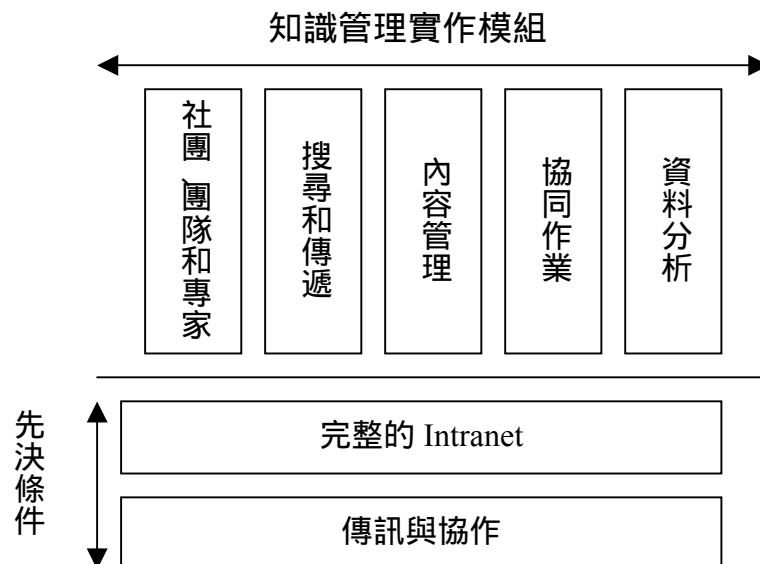 知識管理實作模組
社團、團隊和專家
搜尋和傳遞
內容管理
協同作業
資料分析
先決條件
完整的 Intranet
傳訊與協作